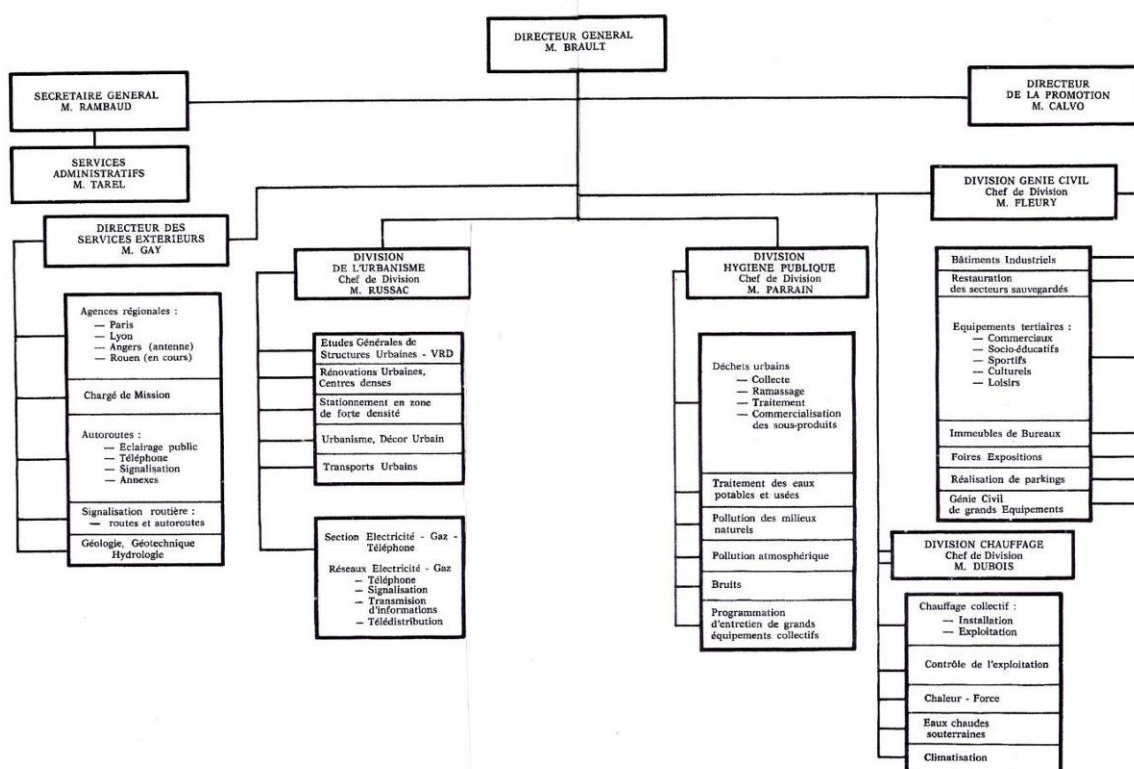 DIRECTEUR GENERAL
M. BRAULT
SECRETAIRE GENERAL
M. RAMBAUD
DIRECTEUR
DE LA PROMOTION
M. CALVO
SERVICES
ADMINISTRATIFS
M. TAREL
DIVISION GENIE CIVIL
Chef de Division
M. FLEURY
DIRECTEUR DES
SERVICES EXTERIEURS
M. GAY
DIVISION
DE L'URBANISME
Chef de Division
M. RUSSAC
DIVISION
HYGIENE PUBLIQUE
Chef de Division
M. PARRAIN
Agences régionales :
— Paris
— Lyon
— Angers (antenne)
— Rouen (en cours)
Chargé de Mission
Autoroutes :
— Eclairage public
— Téléphone
— Signalisation
— Annexes
Signalisation routière :
— routes et autoroutes
Géologie, Géotechnique
Hydrologie
Etudes Générales de
Structures Urbaines - VRD
Rénovations Urbaines,
Centres denses
Stationnement en zone
de forte densité
Urbanisme, Décor Urbain
Transports Urbains
Section Electricité - Gaz -
Téléphone
Réseaux Electricité - Gaz
— Téléphone
— Signalisation
— Transmision
d'informations
— Télédistribution
Déchets urbains
— Collecte
— Ramassage
— Traitement
— Commercialisation
des sous-produits
Traitement des eaux
potables et usées
Pollution des milieux
naturels
Pollution atmosphérique
Bruits
Programmation
d'entretien de grands
équipements collectifs
Bâtiments Industriels
Restauration
des secteurs sauvegardés
Equipements tertiaires :
— Commerciaux
— Socio-éducatifs
— Sportifs
— Culturels
— Loisirs
Immeubles de Bureaux
Foires Expositions
Réalisation de parkings
Génie Civil
de grands Equipements
DIVISION CHAUFFAGE
Chef de Division
M. DUBOIS
Chauffage collectif :
— Installation
— Exploitation
Contrôle de l'exploitation
Chaleur - Force
Eaux chaudes
souterraines
Climatisation